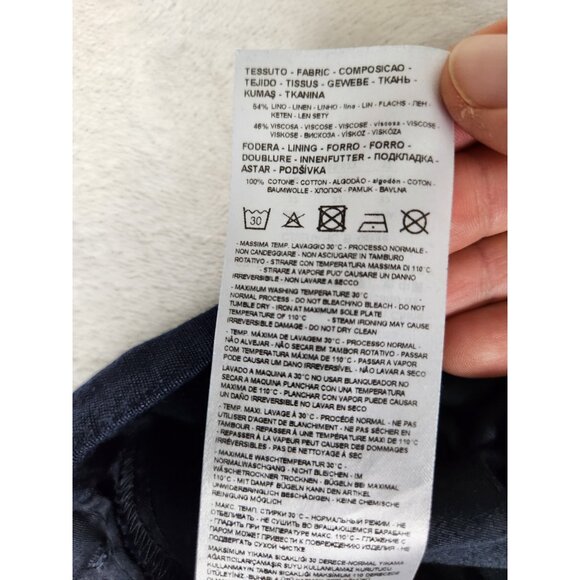 TESSUTO - FABRIC - COMPOSICAO -
TEJIDO - TISSUS - GEWEBE - ТКАНЬ -
KUMAŞ - TKANINA
54% LINO - LINEN - LINHO - lino - LIN - FLACHS - ЛЕН -
KETEN - LEN
46% VISCOSA - VISCOSE - VISCOSE - viscosa - VISCOSE -
VISKOSE - ВИСКОЗА - VİSKOZ - VISKÓZA
FODERA - LINING - FORRO - FORRO -
DOUBLURE - INNENFUTTER - ПОДКЛАДКА -
ASTAR - PODŠÍVKA
100% COTONE - COTTON - ALGODÃO - algodón - COTON -
BAUMWOLLE - ХЛОПОК - PAMUK - BAVLNA
30
- MASSIMA TEMP. LAVAGGIO 30°C - PROCESSO NORMALE -
NON CANDEGGIARE - NON ASCIUGARE IN TAMBURO
ROTATIVO - STIRARE CON TEMPERATURA MASSIMA DI 110°C
- STIRARE A VAPORE PUO' CAUSARE UN DANNO
IRREVERSIBILE - NON LAVARE A SECCO
- MAXIMUM WASHING TEMPERATURE 30°C -
NORMAL PROCESS - DO NOT BLEACH - DO NOT
TUMBLE DRY - IRON AT MAXIMUM SOLE PLATE
TEMPERATURE OF 110°C - STEAM IRONING MAY CAUSE
IRREVERSIBLE DAMAGE - DO NOT DRY CLEAN
- TEMP. MÁXIMA DE LAVAGEM 30°C - PROCESSO NORMAL -
NÃO ALVEJAR - NÃO SECAR EM TAMBOR ROTATIVO - PASSAR
COM TEMPERATURA MÁXIMA DE 110°C - PASSAR A VAPOR
PODE CAUSAR UM DANO IRREVERSÍVEL - NÃO LAVAR A SECO
LAVADO A MAQUINA A 30°C NO USAR BLANQUEADOR NO
SECAR A MAQUINA PLANCHAR CON UNA TEMPERATURA
MAXIMA DE 110°C PLANCHAR CON VAPOR PUEDE CAUSAR
UN DANO IRREVERSIBLE NO LAVAR EN SECO
- TEMP. MAXI. LAVAGE À 30°C - PROCÉDÉ NORMAL - NE PAS
UTILISER D'AGENT DE BLANCHIMENT - NE PAS SÉCHER EN
TAMBOUR - REPASSER À UNE TEMPÉRATURE MAXI DE 110°C
- REPASSER À LA VAPEUR PEUT CAUSER DES DOMMAGES
IRRÉVERSIBLES - PAS DE NETTOYAGE À SEC
- MAXIMALE WASCHTEMPERATUR 30°C -
NORMALWASCHGANG - NICHT BLEICHEN - IM
WÄSCHETROCKNER TROCKNEN - BÜGELN BEI MAXIMAL
110°C - MIT DAMPF BÜGELN KANN DEN ARTIKEL
UNWIDERBRINGLICH BESCHÄDIGEN - KEINE CHEMISCHE
REINIGUNG MÖGLICH
- МАКС. ТЕМП. СТИРКИ 30°C - НОРМАЛЬНЫЙ РЕЖИМ - НЕ
ОТБЕЛИВАТЬ - НЕ СУШИТЬ ВО ВРАЩАЮЩЕМСЯ БАРАБАНЕ
- ГЛАДИТЬ ПРИ ТЕМПЕРАТУРЕ МАКС. 110°C - ГЛАЖЕНИЕ С
ПАРОМ МОЖЕТ ПРИВЕСТИ К ПОВРЕЖДЕНИЮ
ПОДВЕРГАТЬ СУХОЙ ЧИСТКЕ
MAKSİMUM YIKAMA SICAKLIĞI 30 DERECE - NORMAL YIKAMA
AĞARTICI/ÇAMAŞIR SUYU KULLANMAYINIZ
KULLANMAYIN